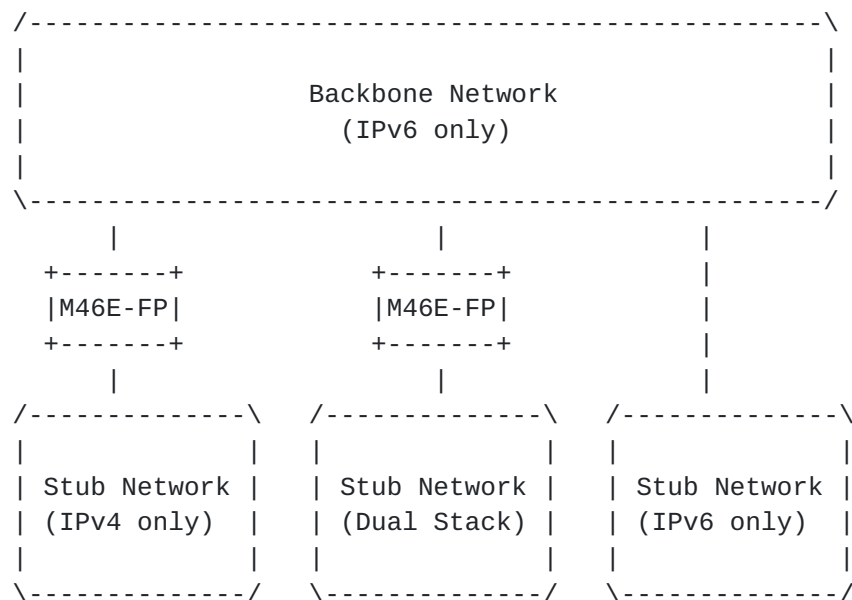 Backbone Network
(IPv6 only)
M46E-FP M46E-FP
Stub Network Stub Network Stub Network
(IPv4 only) (Dual Stack) (IPv6 only)